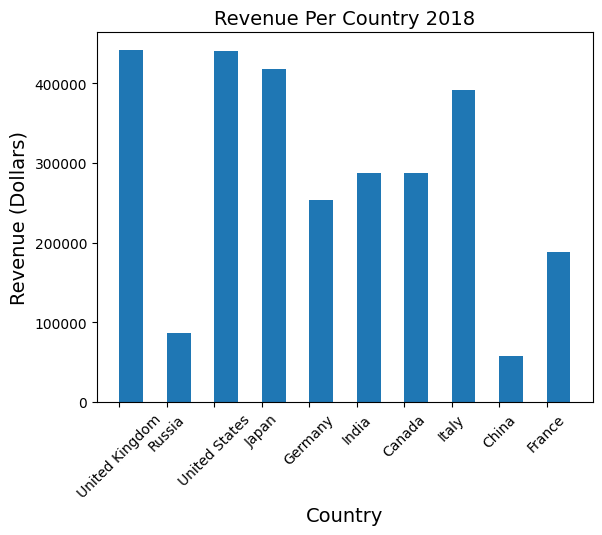 Revenue Per Country 2018
Revenue (Dollars)
400000
300000
200000
100000
0
United Kingdom
Russia
United States
Japan
Germany
India
Canada
Italy
China
France
Country